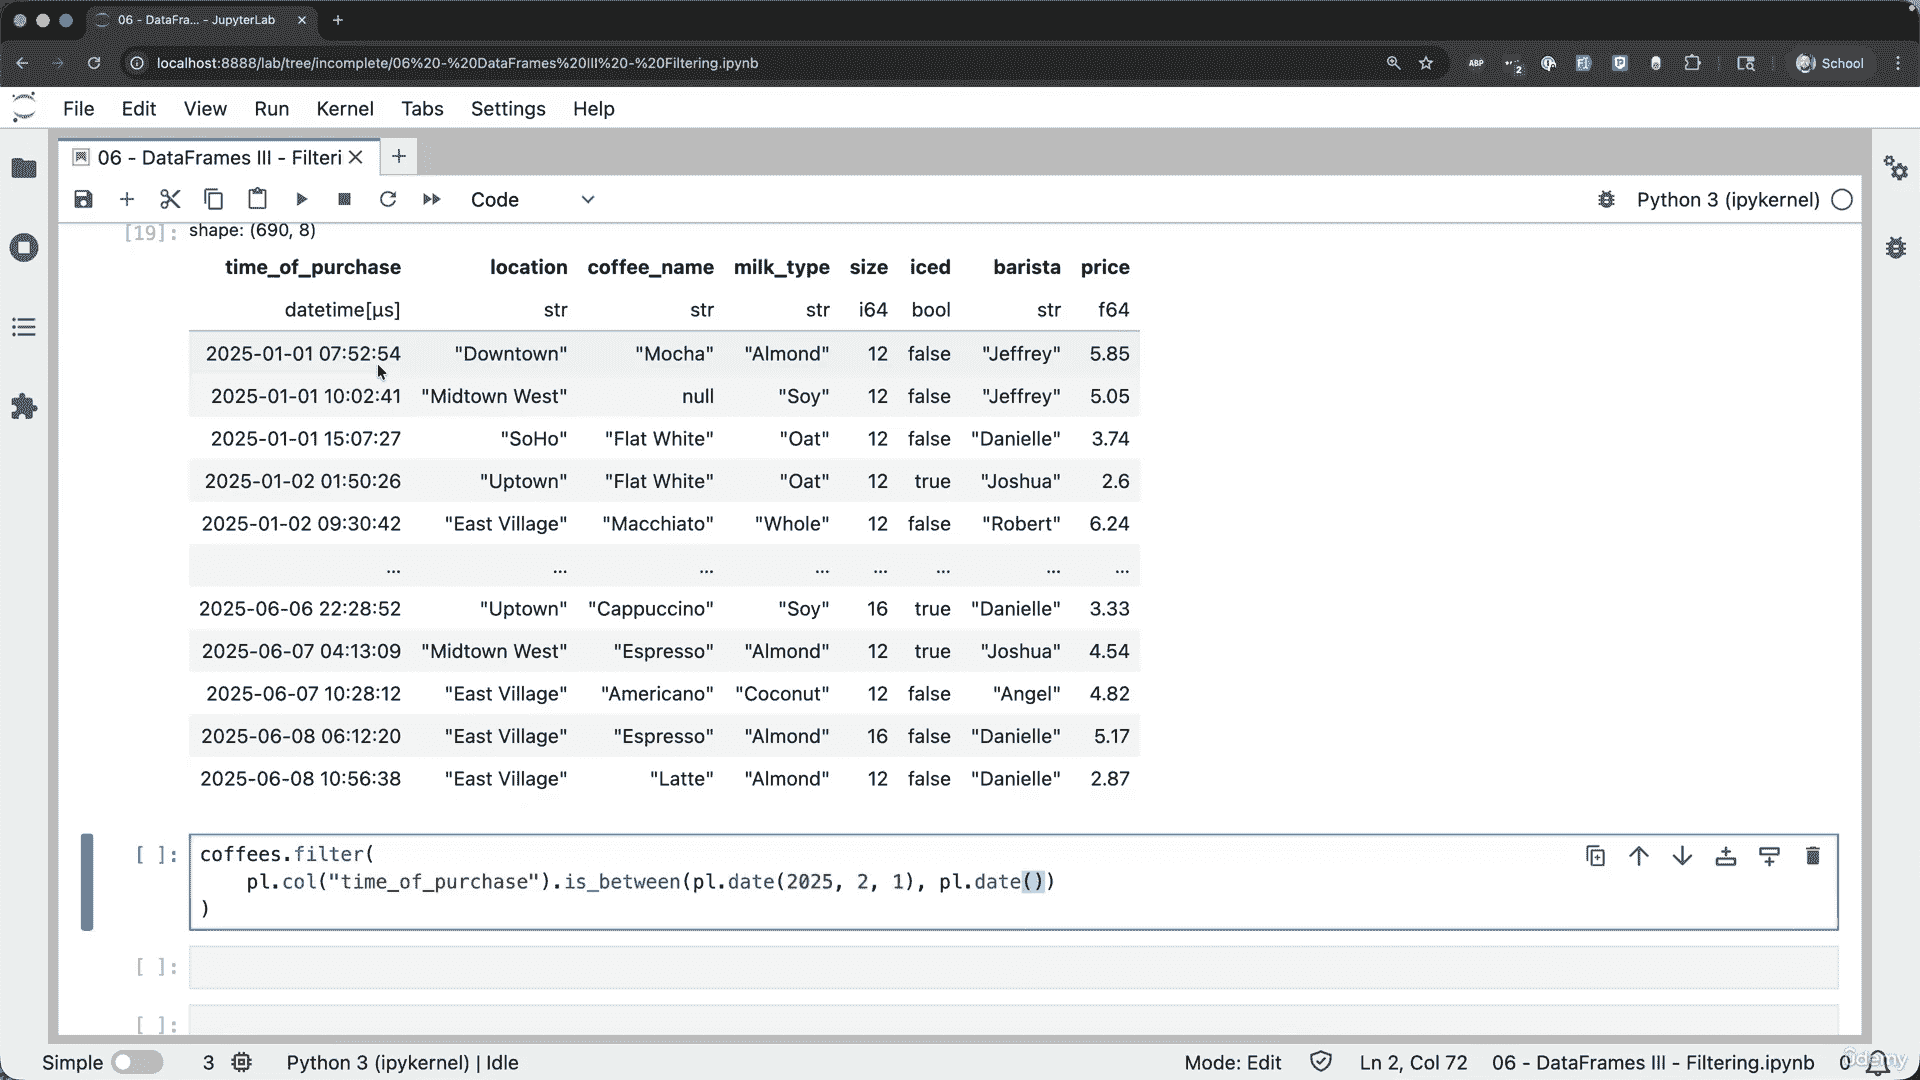 06 - DataFra... - JupyterLab
localhost:8888/lab/tree/incomplete/06%20-%20DataFrames%20III%20-%20Filtering.ipynb
ABP
2
School
File Edit View Run Kernel Tabs Settings Help
06 - DataFrames III - Filteri
Code
Python 3 (ipykernel)
[19]: shape: (690, 8)
time_of_purchase location coffee_name milk_type size iced barista price
datetime[μs] str str str i64 bool str f64
2025-01-01 07:52:54 "Downtown" "Mocha" "Almond" 12 false "Jeffrey" 5.85
2025-01-01 10:02:41 "Midtown West" null "Soy" 12 false "Jeffrey" 5.05
2025-01-01 15:07:27 "SoHo" "Flat White" "Oat" 12 false "Danielle" 3.74
2025-01-02 01:50:26 "Uptown" "Flat White" "Oat" 12 true "Joshua" 2.6
2025-01-02 09:30:42 "East Village" "Macchiato" "Whole" 12 false "Robert" 6.24
... ... ... ... ... ... ... ...
2025-06-06 22:28:52 "Uptown" "Cappuccino" "Soy" 16 true "Danielle" 3.33
2025-06-07 04:13:09 "Midtown West" "Espresso" "Almond" 12 true "Joshua" 4.54
2025-06-07 10:28:12 "East Village" "Americano" "Coconut" 12 false "Angel" 4.82
2025-06-08 06:12:20 "East Village" "Espresso" "Almond" 16 false "Danielle" 5.17
2025-06-08 10:56:38 "East Village" "Latte" "Almond" 12 false "Danielle" 2.87
[ ]: coffees.filter(
pl.col("time_of_purchase").is_between(pl.date(2025, 2, 1), pl.date())
)
[ ]:
[ ]:
Simple 3 Python 3 (ipykernel) | Idle Mode: Edit Ln 2, Col 72 06 - DataFrames III - Filtering.ipynb 0
udemy